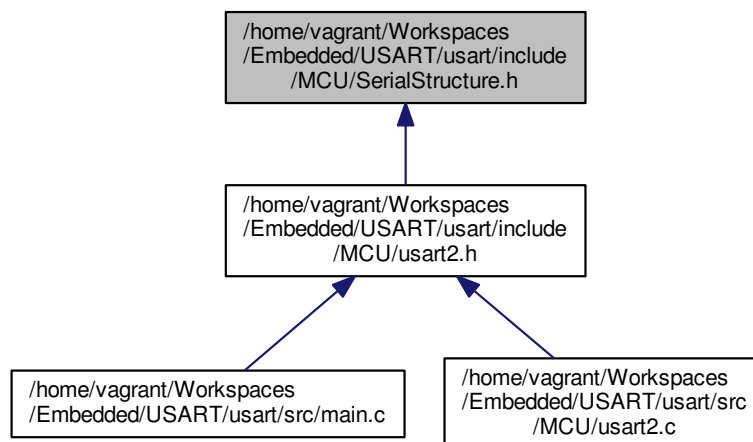 /home/vagrant/Workspaces
/Embedded/USART/usart/include
/MCU/SerialStructure.h
/home/vagrant/Workspaces
/Embedded/USART/usart/include
/MCU/usart2.h
/home/vagrant/Workspaces
/Embedded/USART/usart/src/main.c
/home/vagrant/Workspaces
/Embedded/USART/usart/src
/MCU/usart2.c